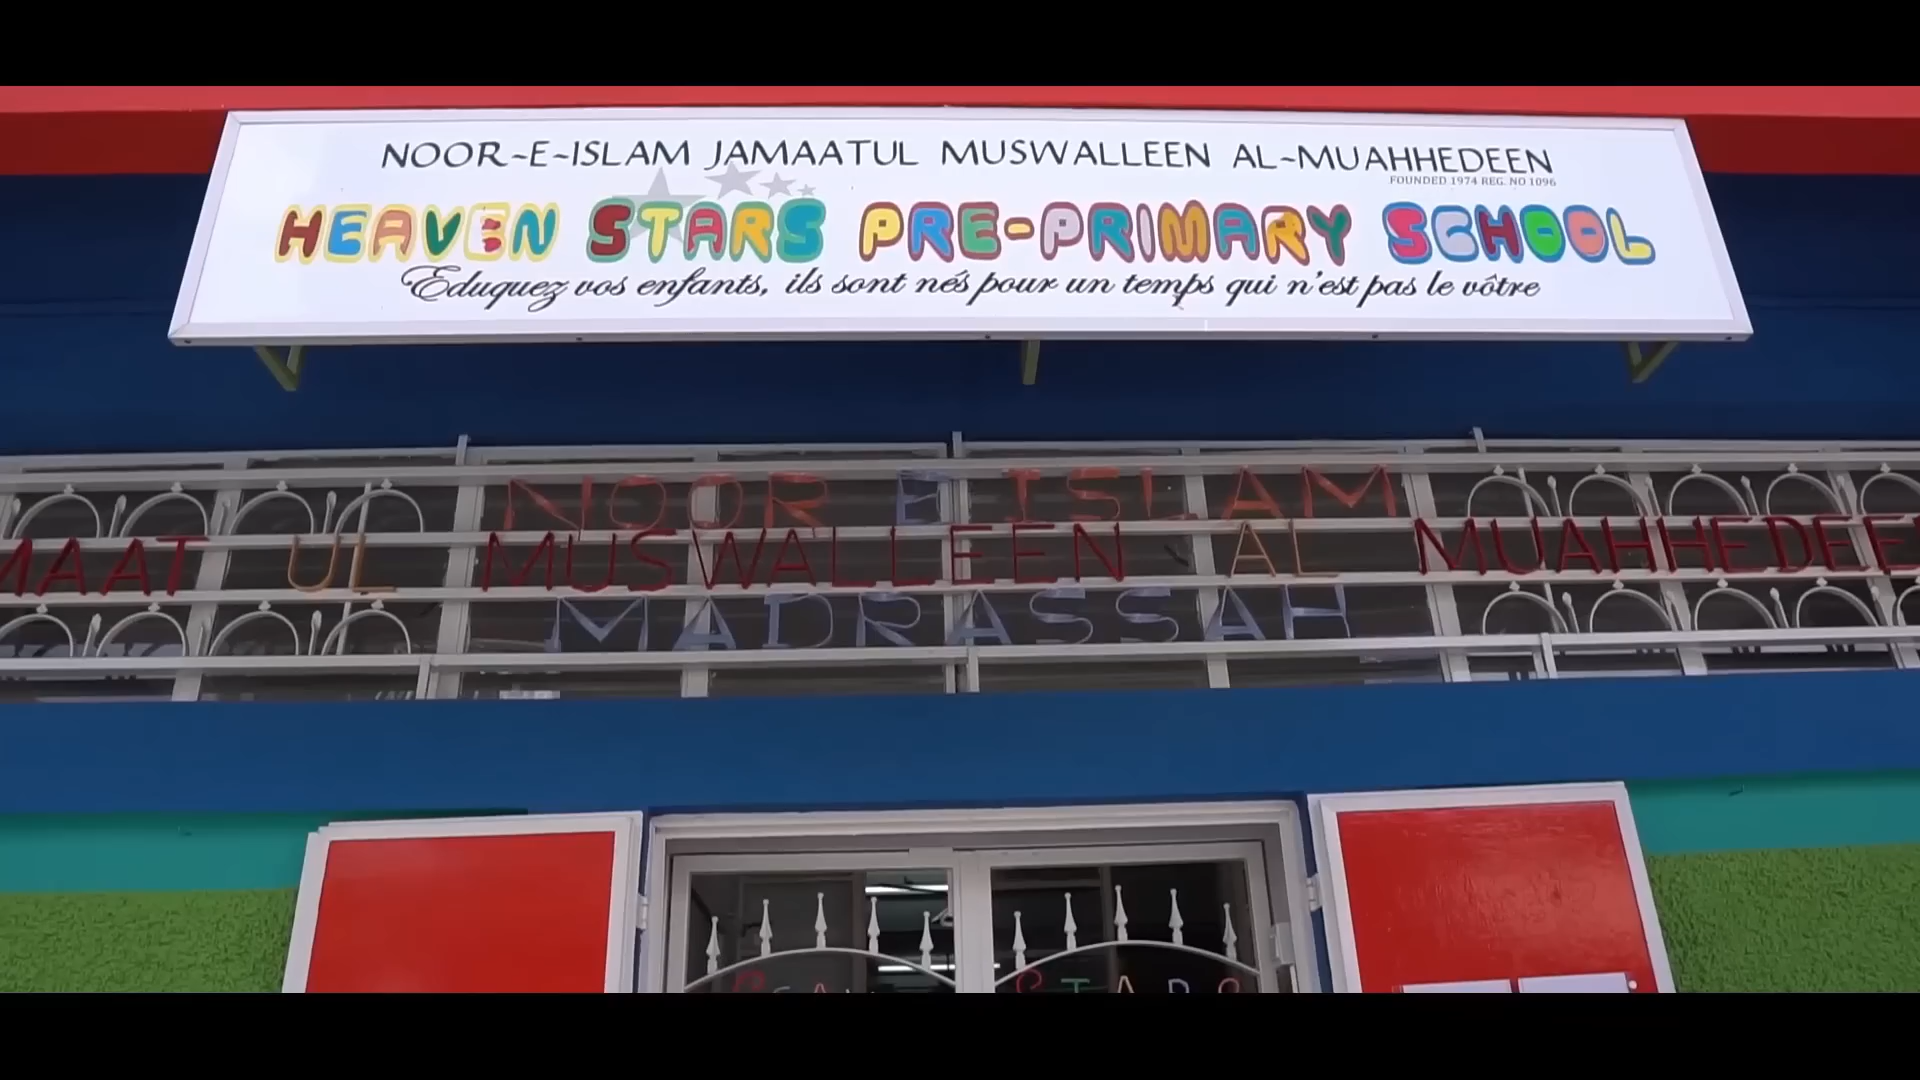 NOOR-E-ISLAM JAMAATUL MUSWALLEEN AL-MUAHHEDEEN
FOUNDED 1974 REG. NO 1096
HEAVEN STARS PRE-PRIMARY SCHOOL
Eduquez vos enfants, ils sont nés pour un temps qui n'est pas le vôtre
NOOR E ISLAM
MAAT UL MUSWALLEEN AL MUAHHEDEE
MADRASSAH
STARS